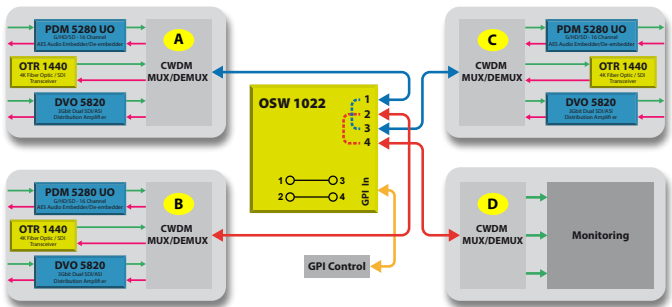 PDM 5280 UO
G/HD/SD - 16 Channel
AES Audio Embedder/De-embedder
OTR 1440
4K Fiber Optic / SDI
Transceiver
DVO 5820
3Gbit Dual SDI/ASI
Distribution Amplifier
A
CWDM
MUX/DEMUX
OSW 1022
1
2
3
4
1
3
2
4
GPI In
GPI Control
C
CWDM
MUX/DEMUX
PDM 5280 UO
G/HD/SD - 16 Channel
AES Audio Embedder/De-embedder
OTR 1440
4K Fiber Optic / SDI
Transceiver
DVO 5820
3Gbit Dual SDI/ASI
Distribution Amplifier
PDM 5280 UO
G/HD/SD - 16 Channel
AES Audio Embedder/De-embedder
OTR 1440
4K Fiber Optic / SDI
Transceiver
DVO 5820
3Gbit Dual SDI/ASI
Distribution Amplifier
B
CWDM
MUX/DEMUX
D
CWDM
MUX/DEMUX
Monitoring